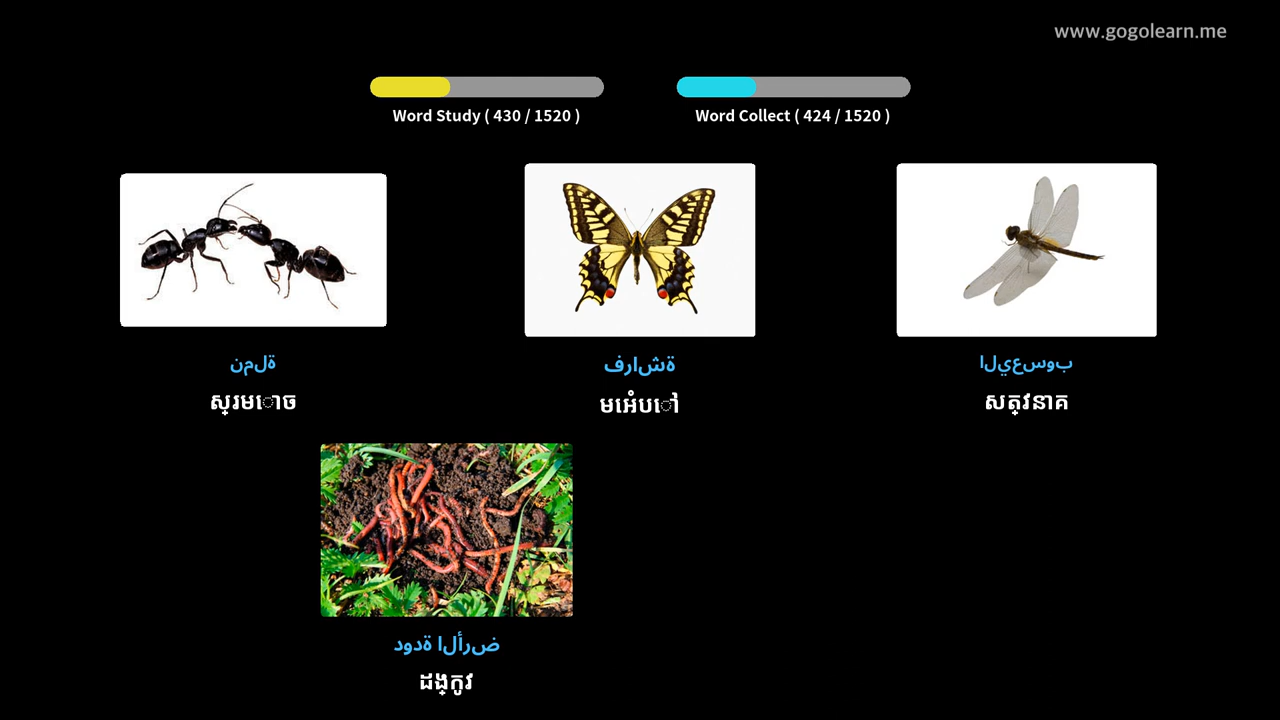 www.gogolearn.me
Word Study ( 430 / 1520 )
Word Collect ( 424 / 1520 )
نملة
ស្រមោច
فراشة
មេអំបៅ
اليعسوب
សត្វនាគ
دودة الأرض
ដង្កូវ